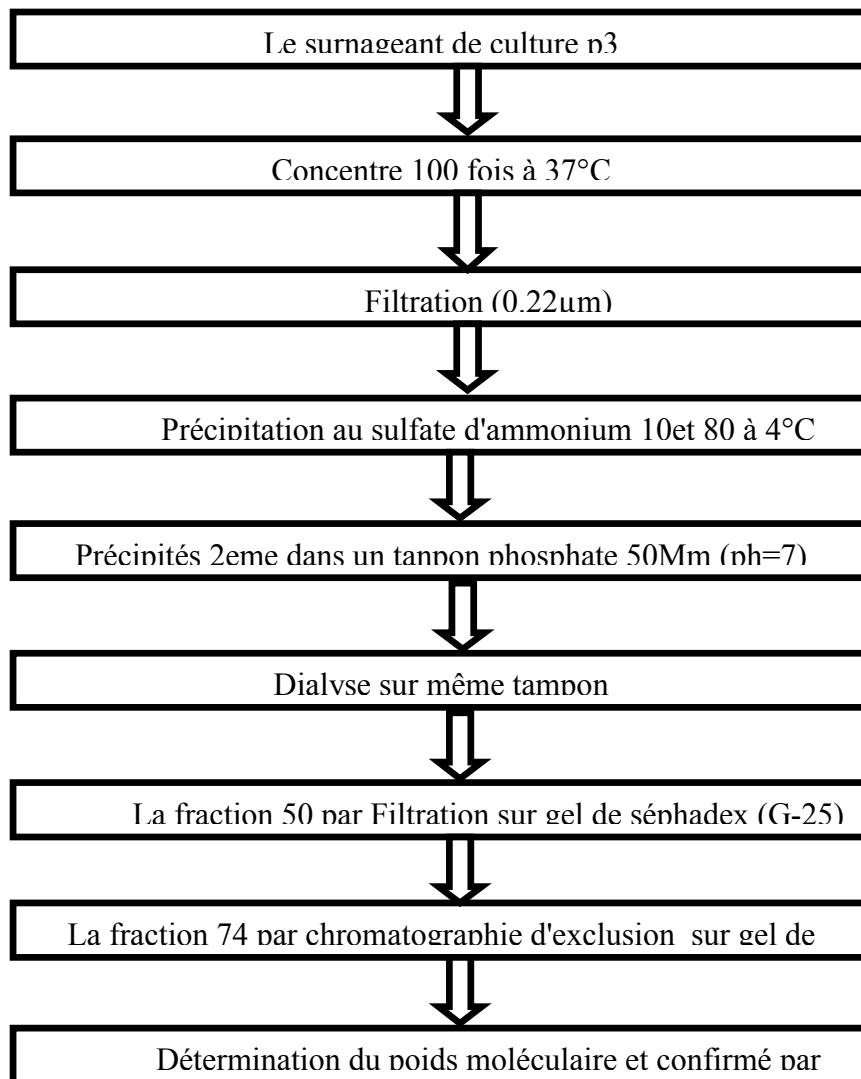 Le surnageant de culture p3
Concentre 100 fois à 37°C
Filtration (0.22µm)
Précipitation au sulfate d'ammonium 10et 80 à 4°C
Précipités 2eme dans un tanpon phosphate 50Mm (ph=7)
Dialyse sur même tampon
La fraction 50 par Filtration sur gel de séphadex (G-25)
La fraction 74 par chromatographie d'exclusion sur gel de
Détermination du poids moléculaire et confirmé par